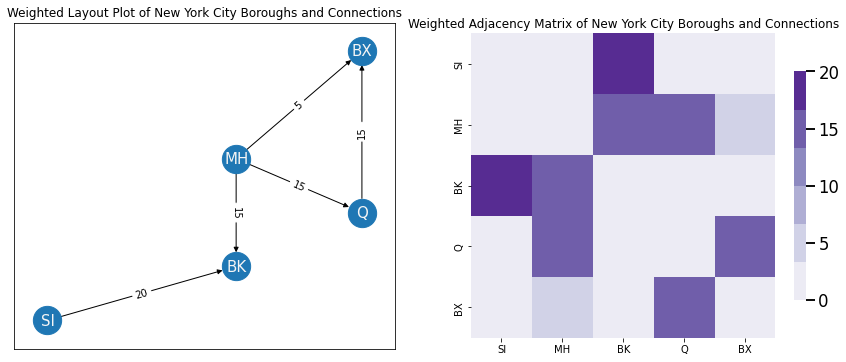 Weighted Layout Plot of New York City Boroughs and Connections
BX
5
15
MH
15
Q
15
BK
20
SI
Weighted Adjacency Matrix of New York City Boroughs and Connections
SI
MH
BK
Q
BX
SI MH BK Q BX
20
15
10
5
0